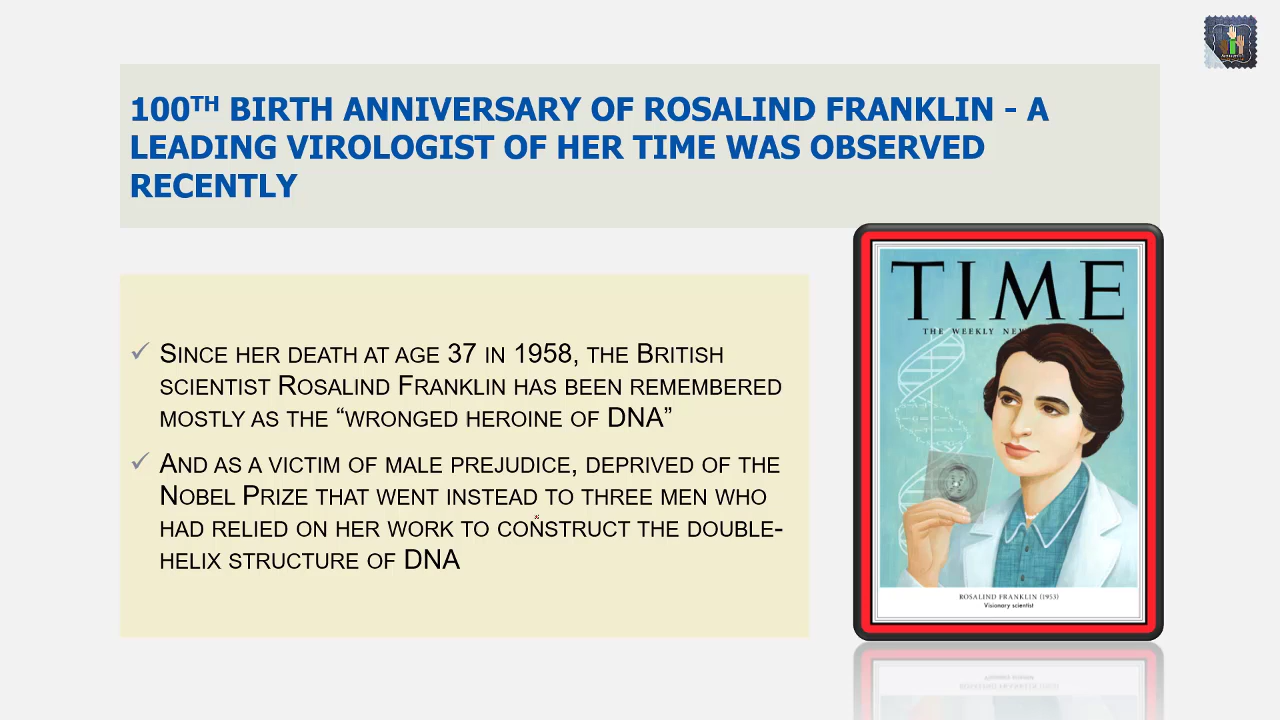 100TH BIRTH ANNIVERSARY OF ROSALIND FRANKLIN - A
LEADING VIROLOGIST OF HER TIME WAS OBSERVED
RECENTLY
SINCE HER DEATH AT AGE 37 IN 1958, THE BRITISH
SCIENTIST ROSALIND FRANKLIN HAS BEEN REMEMBERED
MOSTLY AS THE “WRONGED HEROINE OF DNA”
AND AS A VICTIM OF MALE PREJUDICE, DEPRIVED OF THE
NOBEL PRIZE THAT WENT INSTEAD TO THREE MEN WHO
HAD RELIED ON HER WORK TO CONSTRUCT THE DOUBLE-
HELIX STRUCTURE OF DNA
TIME
THE WEEKLY
ROSALIND FRANKLIN (1953)
Visionary scientist